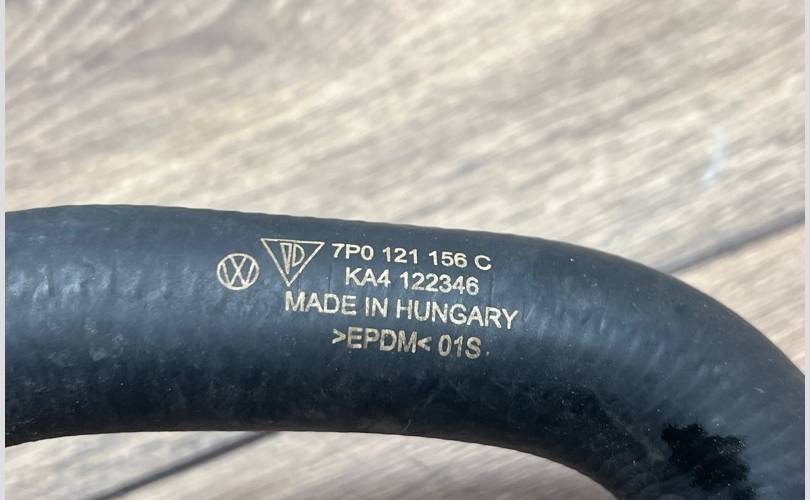 7P0 121 156 C
KA4 122346
MADE IN HUNGARY
>EPDM< 01S